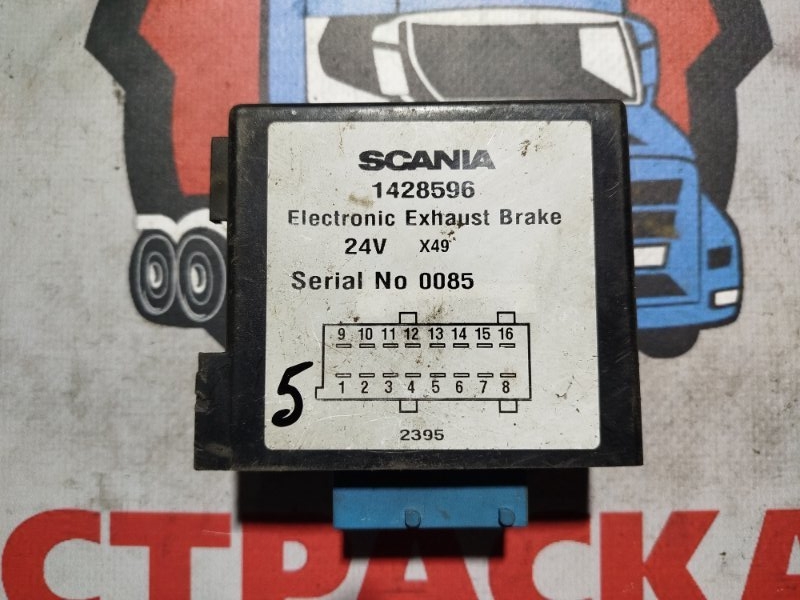 SCANIA
1428596
Electronic Exhaust Brake
24V X49
Serial No 0085
9 10 11 12 13 14 15 16
1 2 3 4 5 6 7 8
5
2395
СТРАСКА